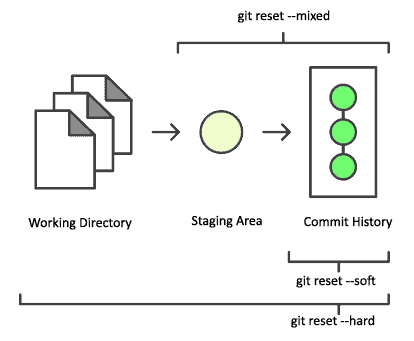 git reset --mixed
Working Directory
Staging Area
Commit History
git reset --soft
git reset --hard